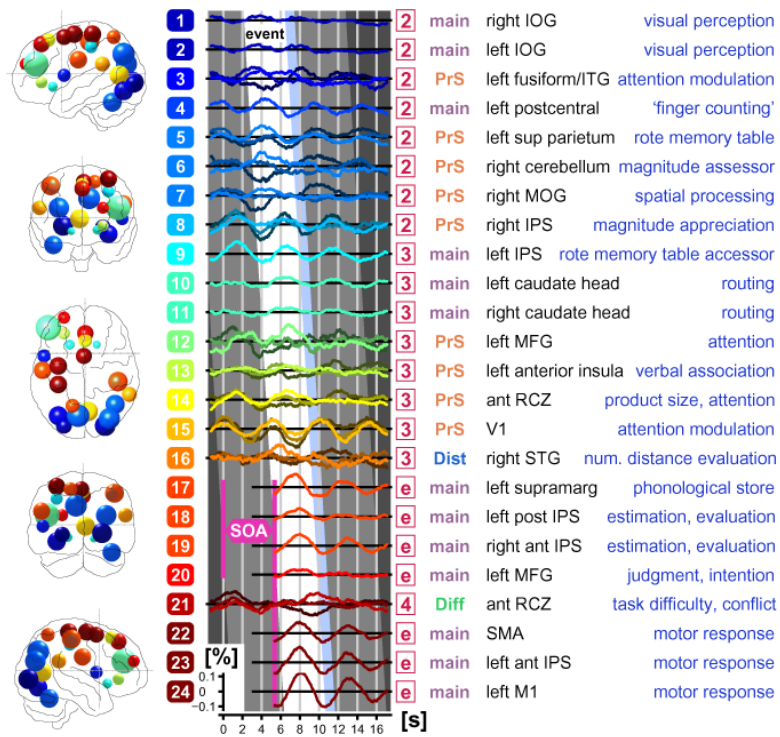 1 2 main right IOG visual perception
event
2 2 main left IOG visual perception
3 2 PrS left fusiform/ITG attention modulation
4 2 main left postcentral ‘finger counting’
5 2 PrS left sup parietum rote memory table
6 2 PrS right cerebellum magnitude assessor
7 2 PrS right MOG spatial processing
8 2 PrS right IPS magnitude appreciation
9 3 main left IPS rote memory table accessor
10 3 main left caudate head routing
11 3 main right caudate head routing
12 3 PrS left MFG attention
13 3 PrS left anterior insula verbal association
14 3 PrS ant RCZ product size, attention
15 3 PrS V1 attention modulation
16 3 Dist right STG num. distance evaluation
17 e main left supramarg phonological store
SOA
18 e main left post IPS estimation, evaluation
19 e main right ant IPS estimation, evaluation
20 e main left MFG judgment, intention
21 4 Diff ant RCZ task difficulty, conflict
22 e main SMA motor response
[%]
23 e main left ant IPS motor response
0.1
24 0 e main left M1 motor response
-0.1
0 2 4 6 8 10 12 14 16 [s]